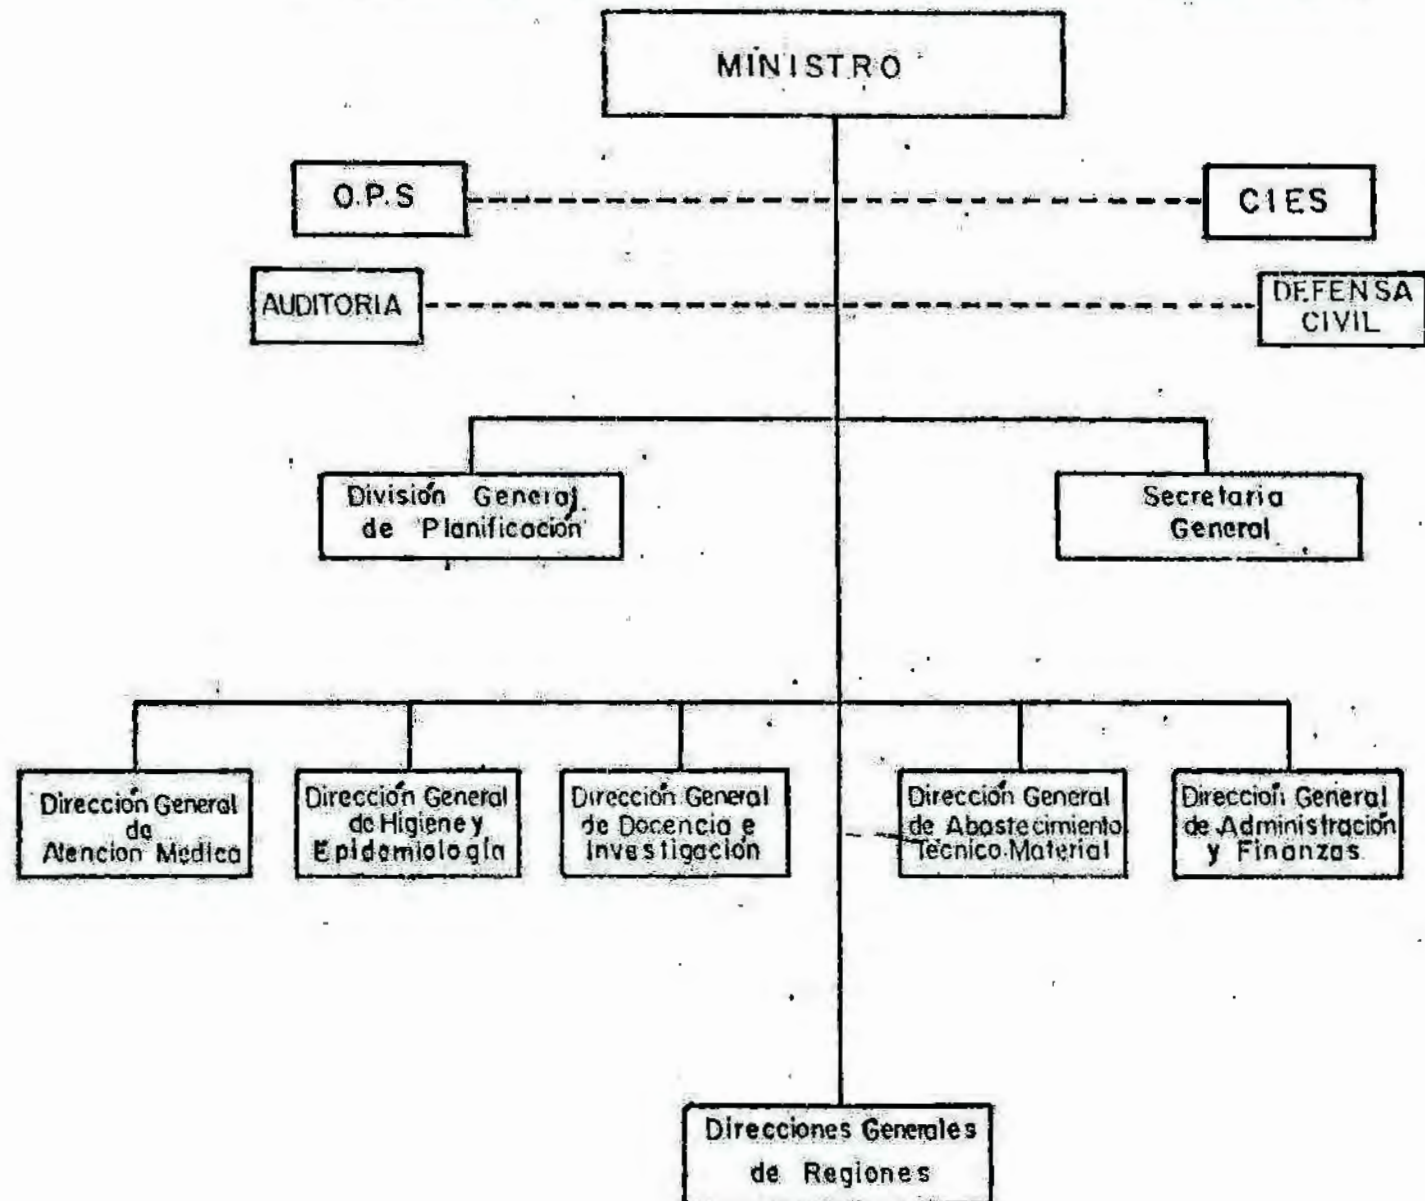 MINISTRO
O.P.S
CIES
AUDITORIA
DEFENSA
CIVIL
División General
de Planificación
Secretaria
General
Dirección General
de
Atencion Medica
Dirección General
de Higiene y
Epidemiología
Dirección General
de Docencia e
Investigación
Dirección General
de Abastecimiento
Tecnico-Material
Dirección General
de Administración
y Finanzas
Direcciones Generales
de Regiones